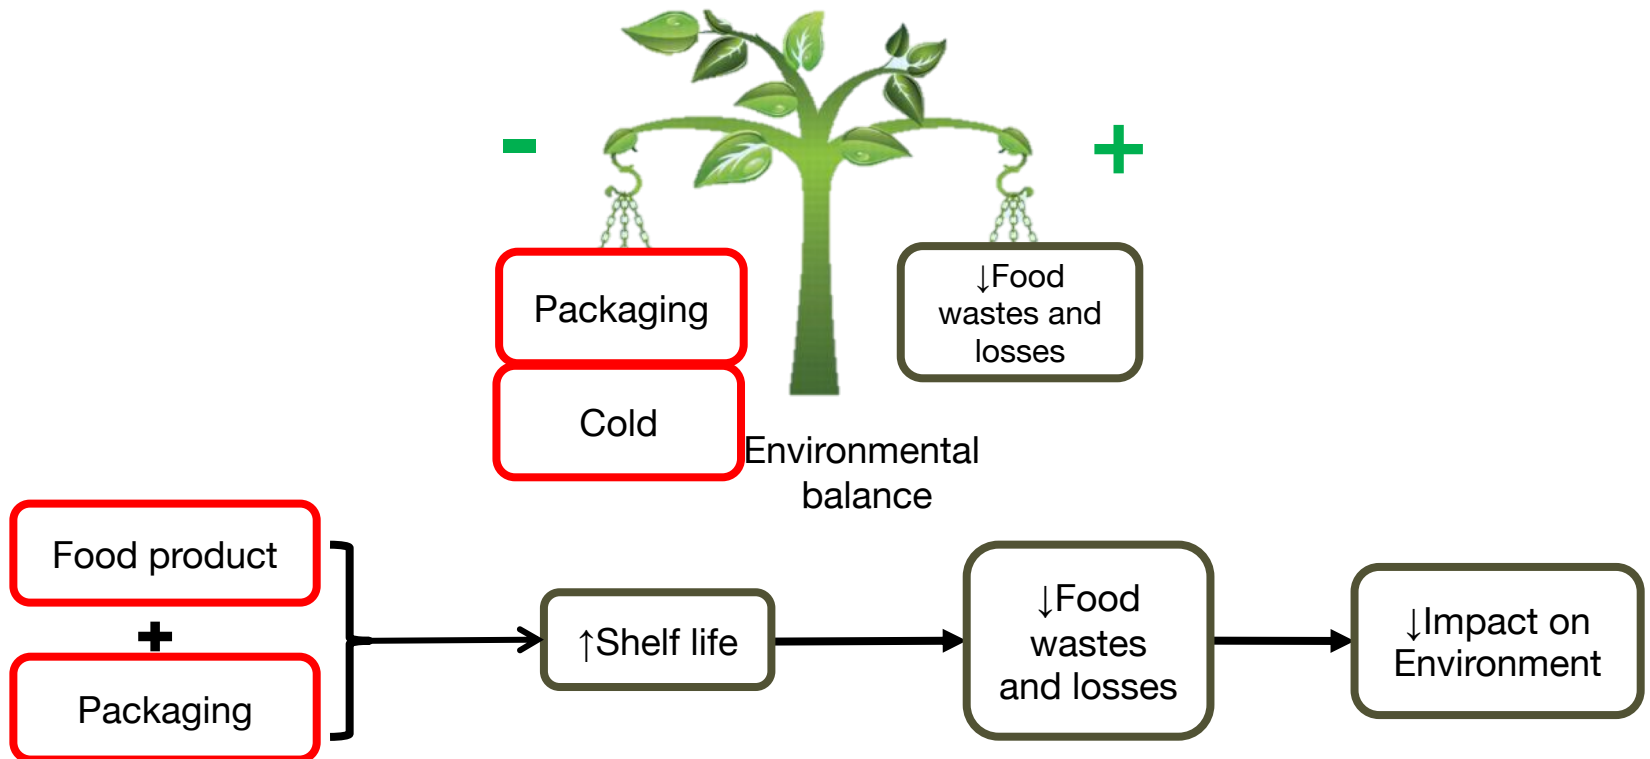 -
+
Packaging
↓Food
wastes and
losses
Cold
Environmental
balance
Food product
+
Packaging
↑Shelf life
↓Food
wastes
and losses
↓Impact on
Environment